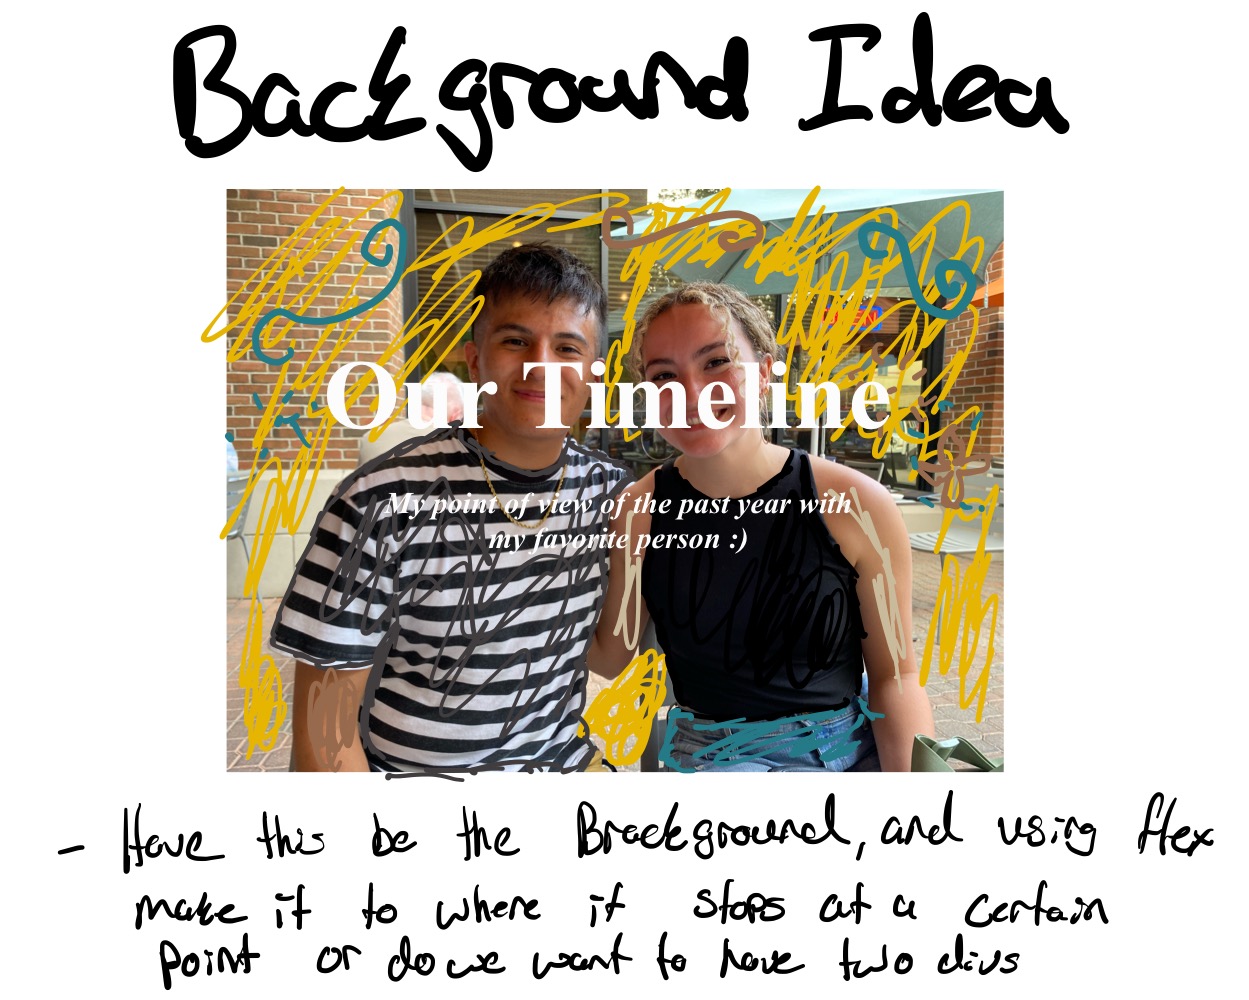 Background Idea
OPEN
Our Timeline
My point of view of the past year with
my favorite person :)
- Have this be the Background, and using flex
make it to where it stops at a certain
point or do we want to have two divs